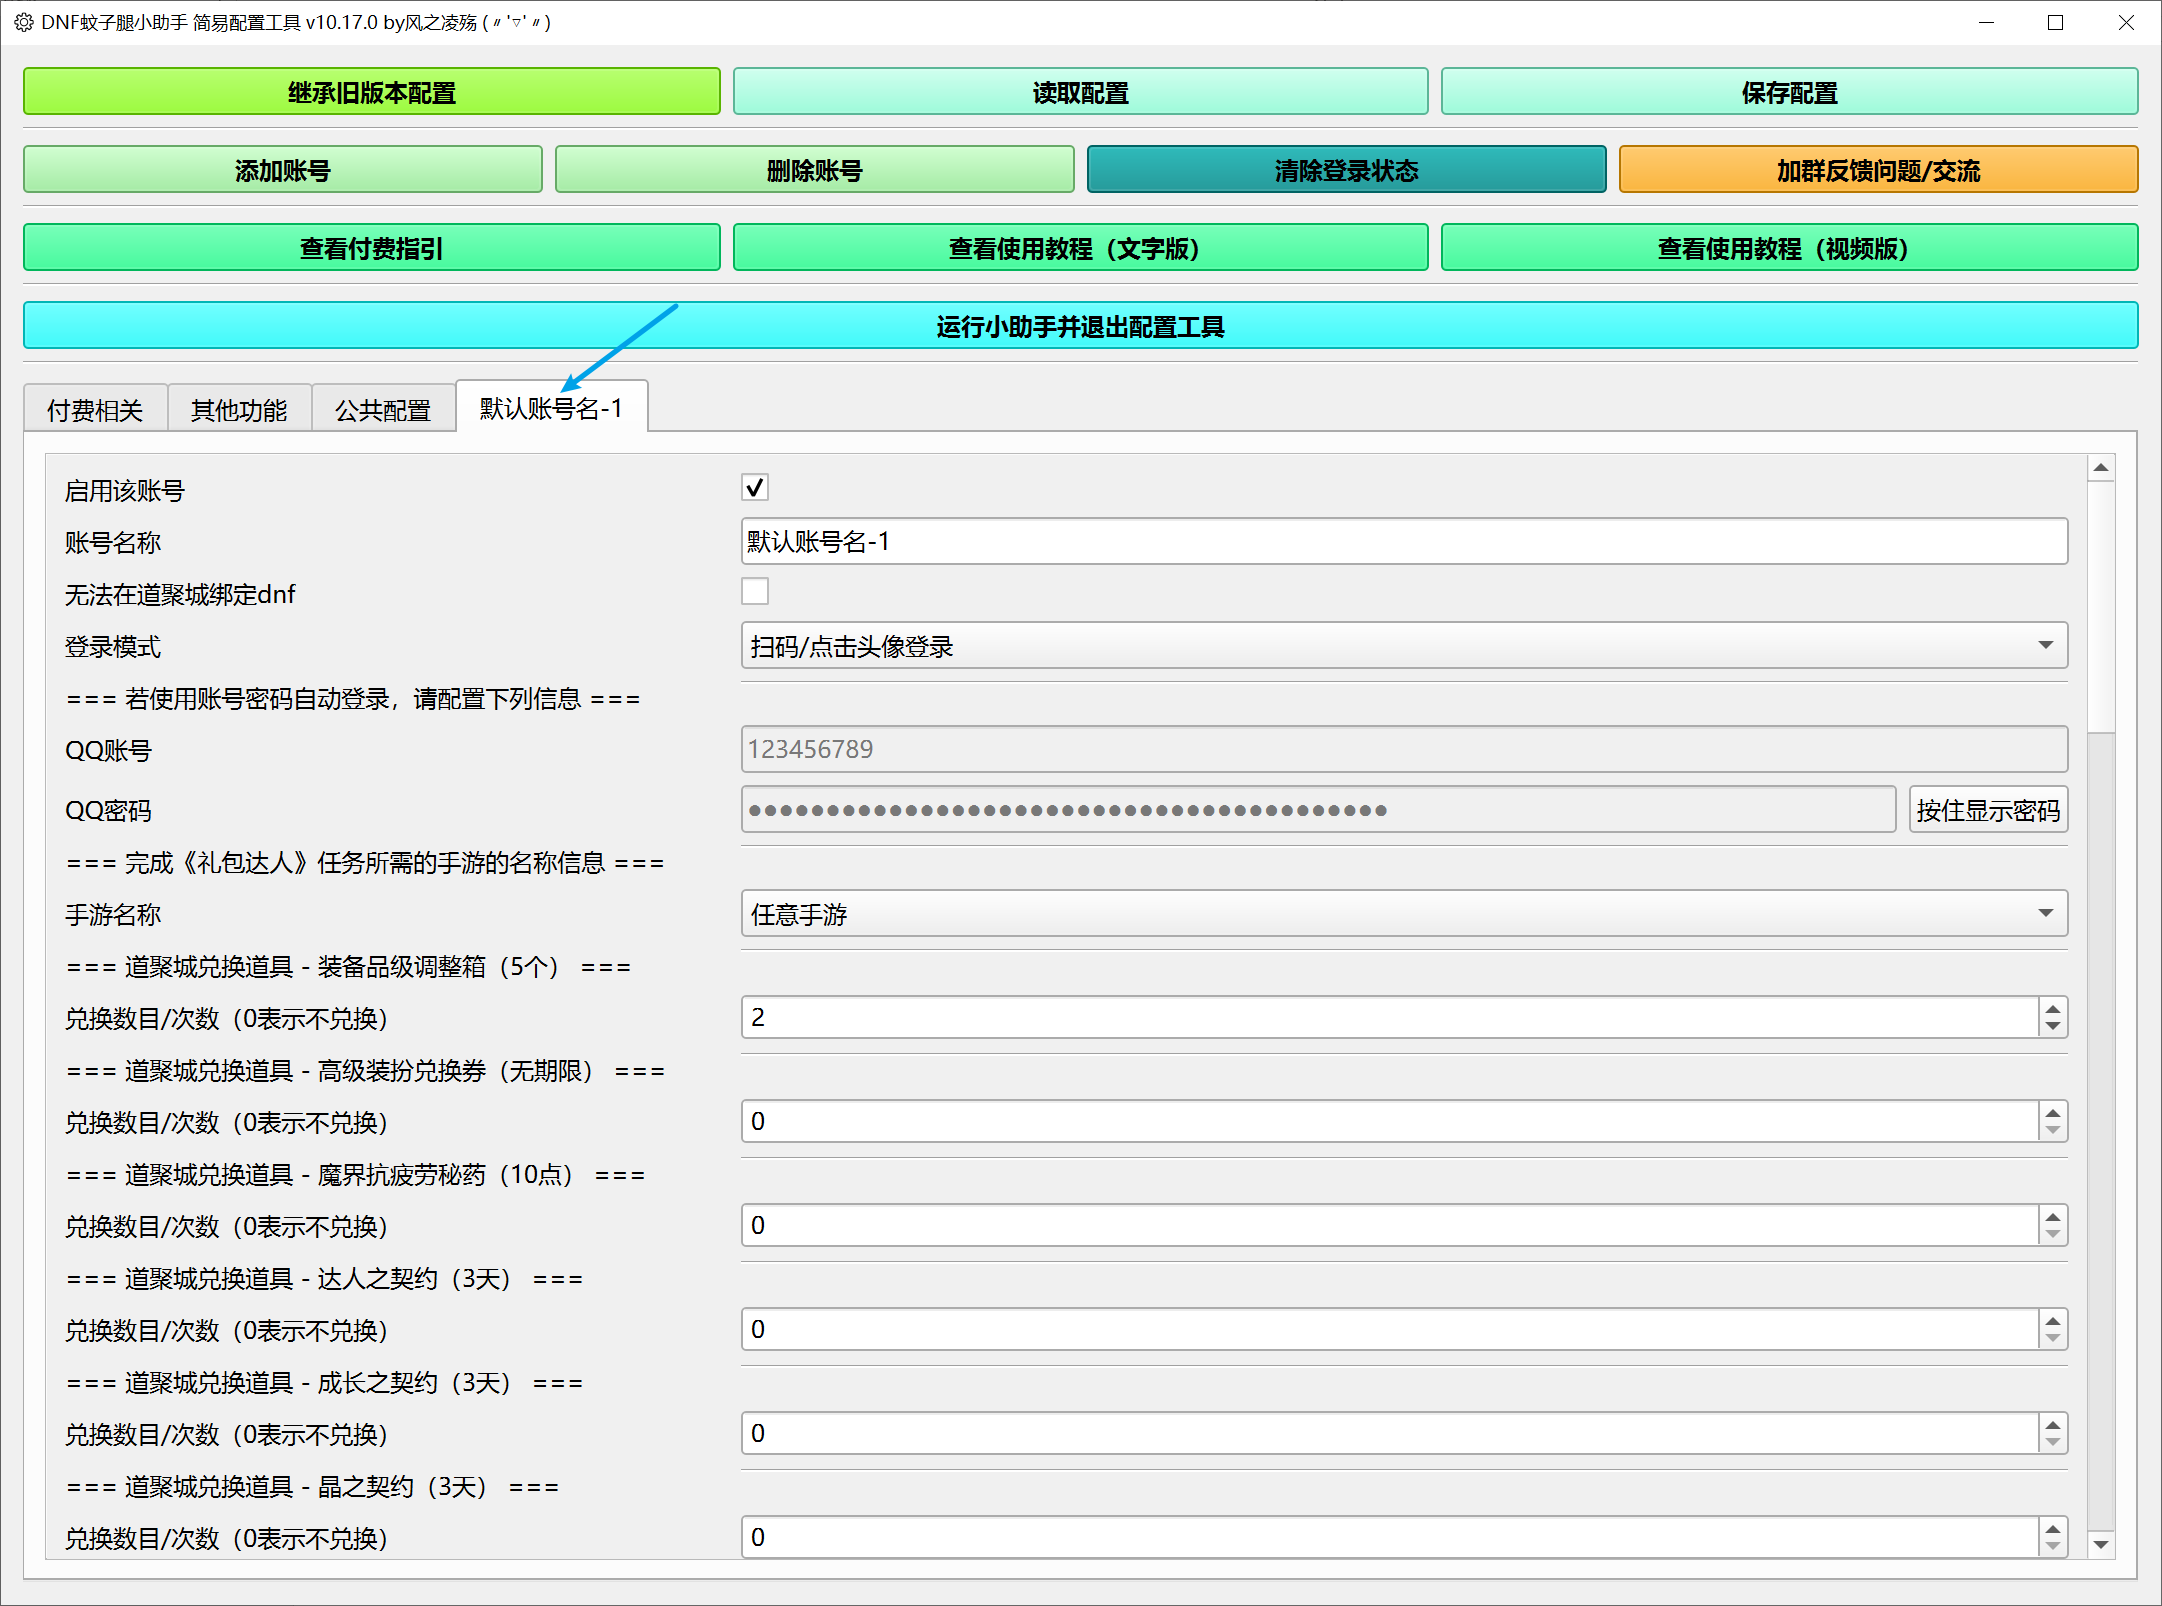 DNF蚊子腿小助手 简易配置工具 v10.17.0 by风之凌殇 (〃'▽'〃)
继承旧版本配置 读取配置 保存配置
添加账号 删除账号 清除登录状态 加群反馈问题/交流
查看付费指引 查看使用教程（文字版） 查看使用教程（视频版）
运行小助手并退出配置工具
付费相关 其他功能 公共配置 默认账号名-1
启用该账号
账号名称 默认账号名-1
无法在道聚城绑定dnf
登录模式 扫码/点击头像登录
=== 若使用账号密码自动登录，请配置下列信息 ===
QQ账号 123456789
QQ密码 ●●●●●●●●●●●●●●●●●●●●●●●●●●●●●●●●●●●●●●●●● 按住显示密码
=== 完成《礼包达人》任务所需的手游的名称信息 ===
手游名称 任意手游
=== 道聚城兑换道具 - 装备品级调整箱（5个） ===
兑换数目/次数（0表示不兑换） 2
=== 道聚城兑换道具 - 高级装扮兑换券（无期限） ===
兑换数目/次数（0表示不兑换） 0
=== 道聚城兑换道具 - 魔界抗疲劳秘药（10点） ===
兑换数目/次数（0表示不兑换） 0
=== 道聚城兑换道具 - 达人之契约（3天） ===
兑换数目/次数（0表示不兑换） 0
=== 道聚城兑换道具 - 成长之契约（3天） ===
兑换数目/次数（0表示不兑换） 0
=== 道聚城兑换道具 - 晶之契约（3天） ===
兑换数目/次数（0表示不兑换） 0